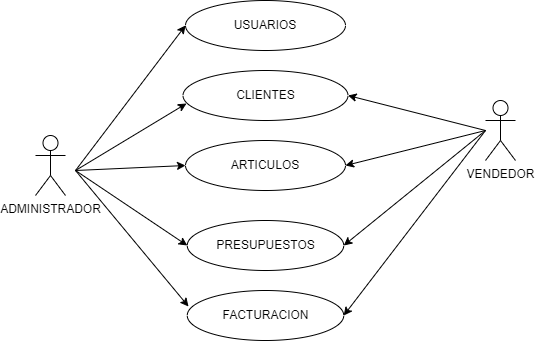 USUARIOS
CLIENTES
ARTICULOS
VENDEDOR
ADMINISTRADOR
PRESUPUESTOS
FACTURACION